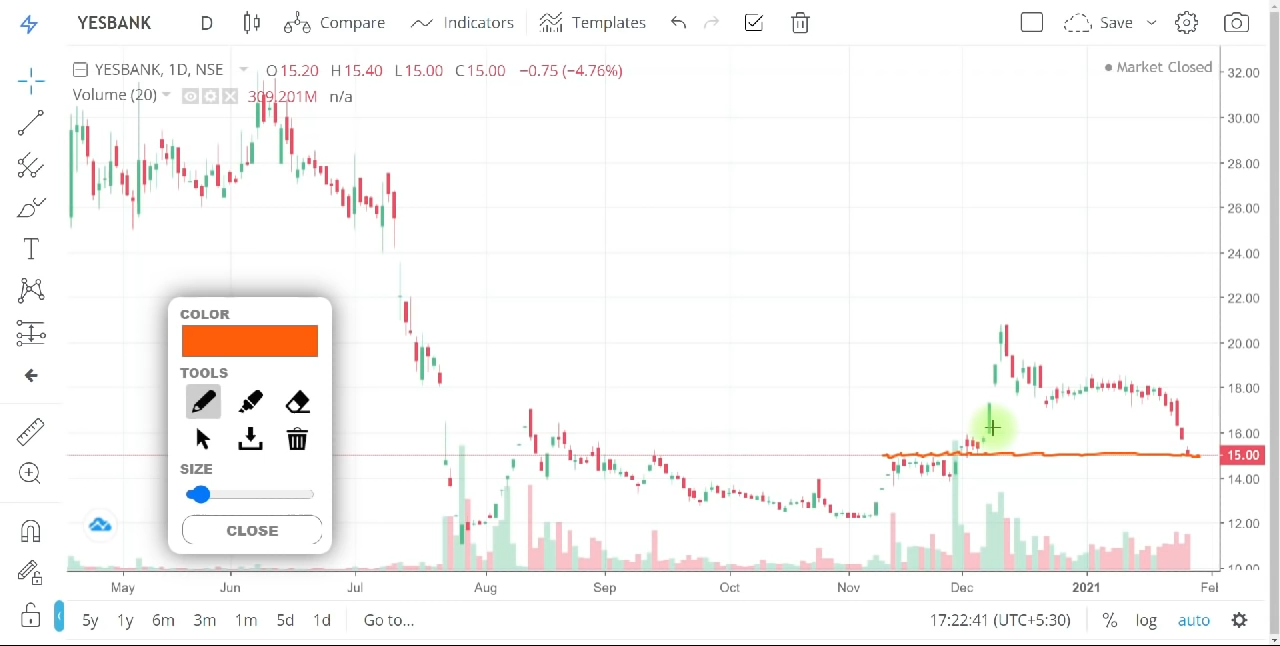 YESBANK D Compare Indicators Templates Save
YESBANK, 1D, NSE O15.20 H15.40 L15.00 C15.00 −0.75 (−4.76%)
Market Closed
Volume (20) 309.201M n/a
32.00
30.00
28.00
26.00
24.00
22.00
20.00
18.00
16.00
15.00
14.00
12.00
10.00
COLOR
TOOLS
SIZE
CLOSE
May Jun Jul Aug Sep Oct Nov Dec 2021 Fel
5y 1y 6m 3m 1m 5d 1d Go to... 17:22:41 (UTC+5:30) % log auto